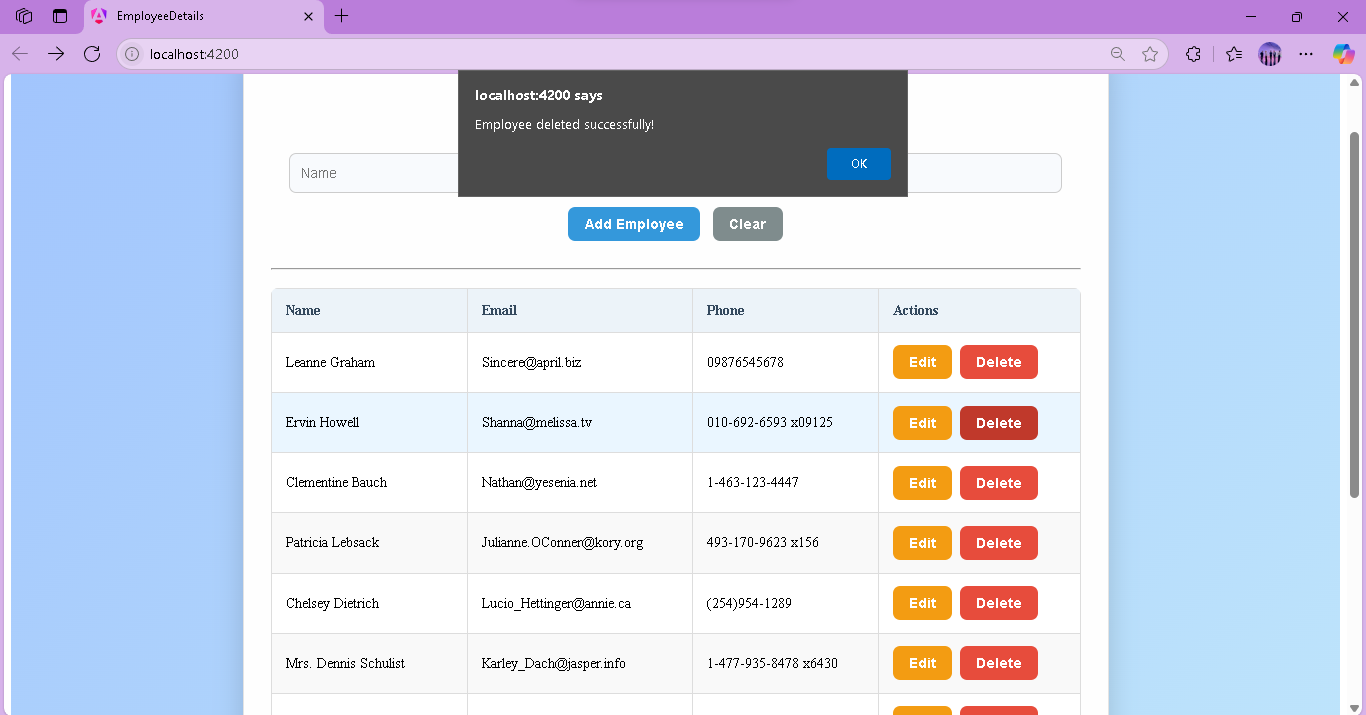 EmployeeDetails
localhost:4200
localhost:4200 says
Employee deleted successfully!
OK
Name
Add Employee Clear
Name Email Phone Actions
Leanne Graham Sincere@april.biz 09876545678 Edit Delete
Ervin Howell Shanna@melissa.tv 010-692-6593 x09125 Edit Delete
Clementine Bauch Nathan@yesenia.net 1-463-123-4447 Edit Delete
Patricia Lebsack Julianne.OConner@kory.org 493-170-9623 x156 Edit Delete
Chelsey Dietrich Lucio_Hettinger@annie.ca (254)954-1289 Edit Delete
Mrs. Dennis Schulist Karley_Dach@jasper.info 1-477-935-8478 x6430 Edit Delete